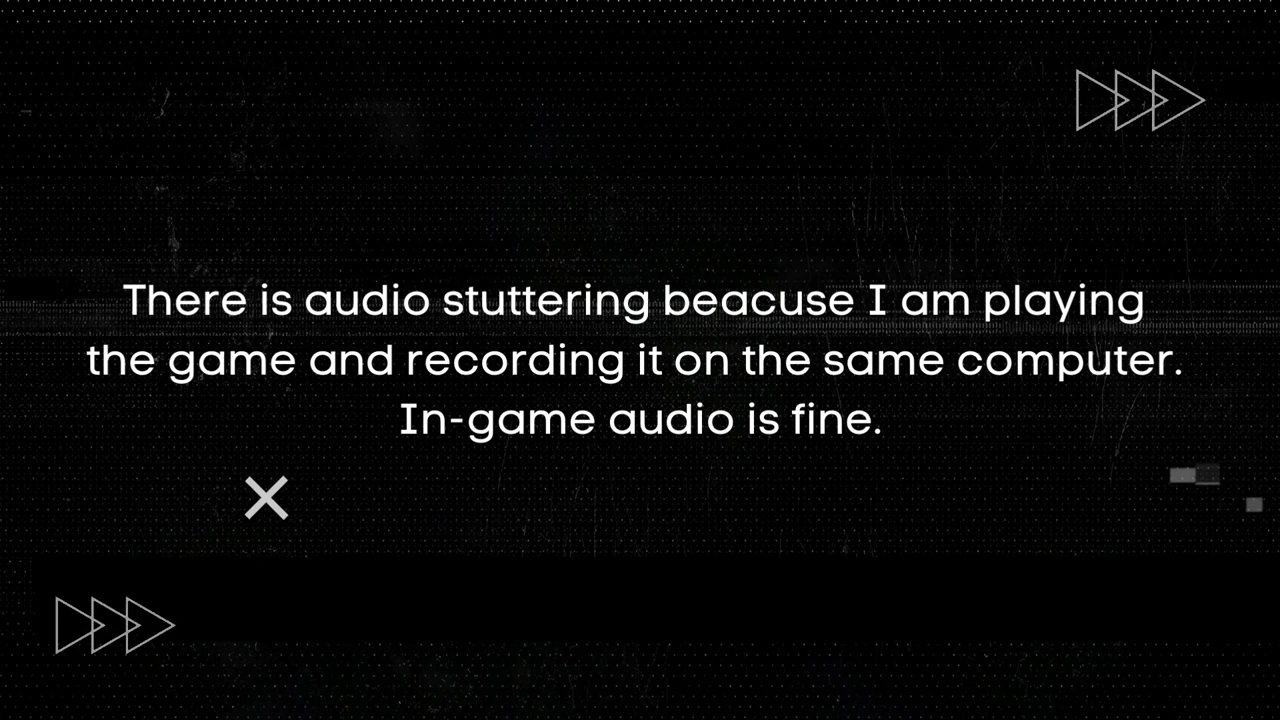 There is audio stuttering beacuse I am playing
the game and recording it on the same computer.
In-game audio is fine.